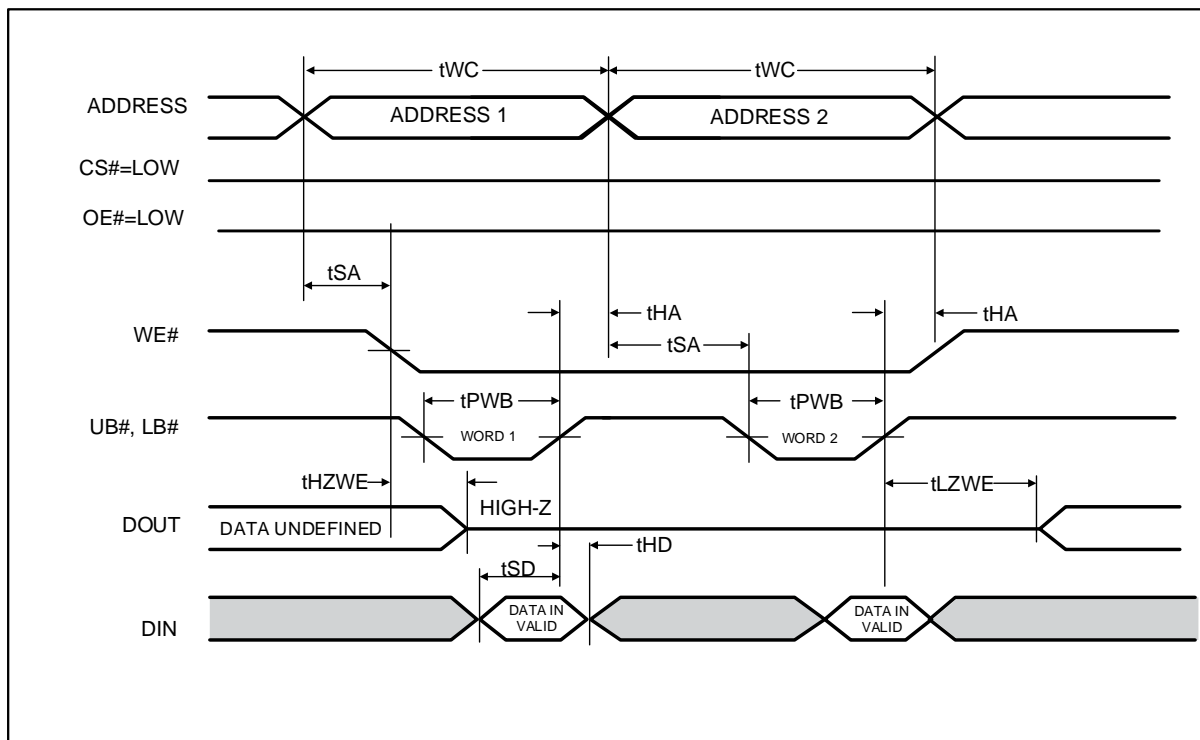 tWC tWC
ADDRESS ADDRESS 1 ADDRESS 2
CS#=LOW
OE#=LOW
tSA
tHA tHA
WE#
tSA
tPWB tPWB
UB#, LB# WORD 1 WORD 2
tHZWE tLZWE
HIGH-Z
DOUT DATA UNDEFINED
tHD
tSD
DIN DATA IN VALID DATA IN VALID